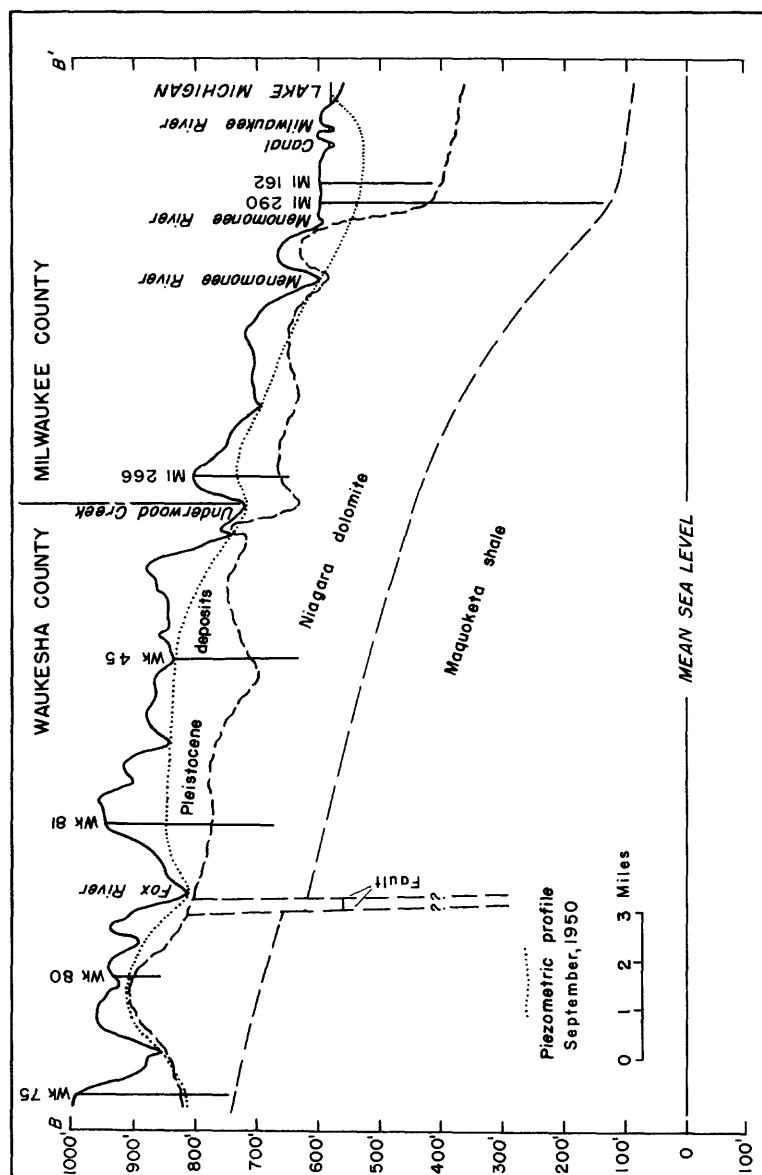 WAUKESHA COUNTY
MILWAUKEE COUNTY
B
B'
Wk 75
Wk 80
Fox River
Wk 81
Wk 45
Underwood Creek
MI 266
Menomonee River
Menomonee River
MI 290
MI 162
Canal
Milwaukee River
LAKE MICHIGAN
1000'
900'
800'
700'
600'
500'
400'
300'
200'
100'
0
100'
Pleistocene
deposits
Niagara dolomite
Maquoketa shale
Fault
?-?
MEAN SEA LEVEL
Piezometric profile
September, 1950
0 1 2 3 Miles